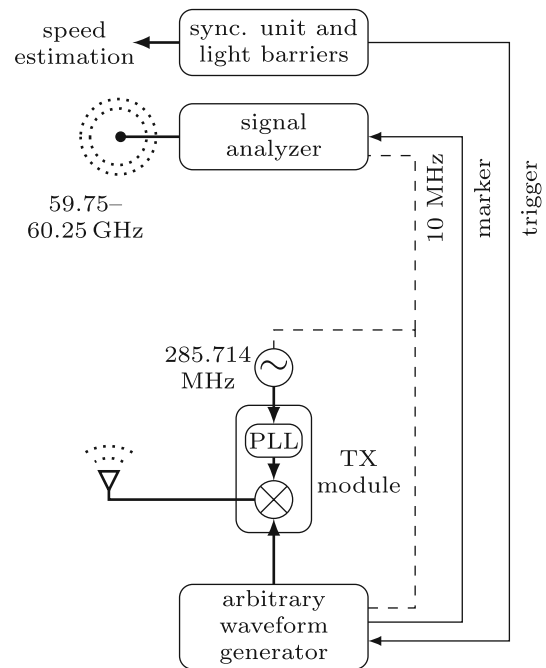 speed
estimation
sync. unit and
light barriers
signal
analyzer
59.75–
60.25 GHz
10 MHz
marker
trigger
285.714
MHz
PLL
TX
module
arbitrary
waveform
generator